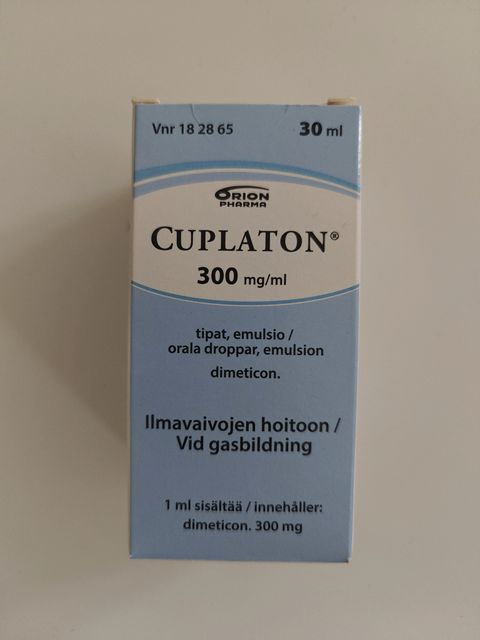 Vnr 18 28 65 30 ml
ORION
PHARMA
CUPLATON®
300 mg/ml
tipat, emulsio /
orala droppar, emulsion
dimeticon.
Ilmavaivojen hoitoon /
Vid gasbildning
1 ml sisältää / innehåller:
dimeticon. 300 mg